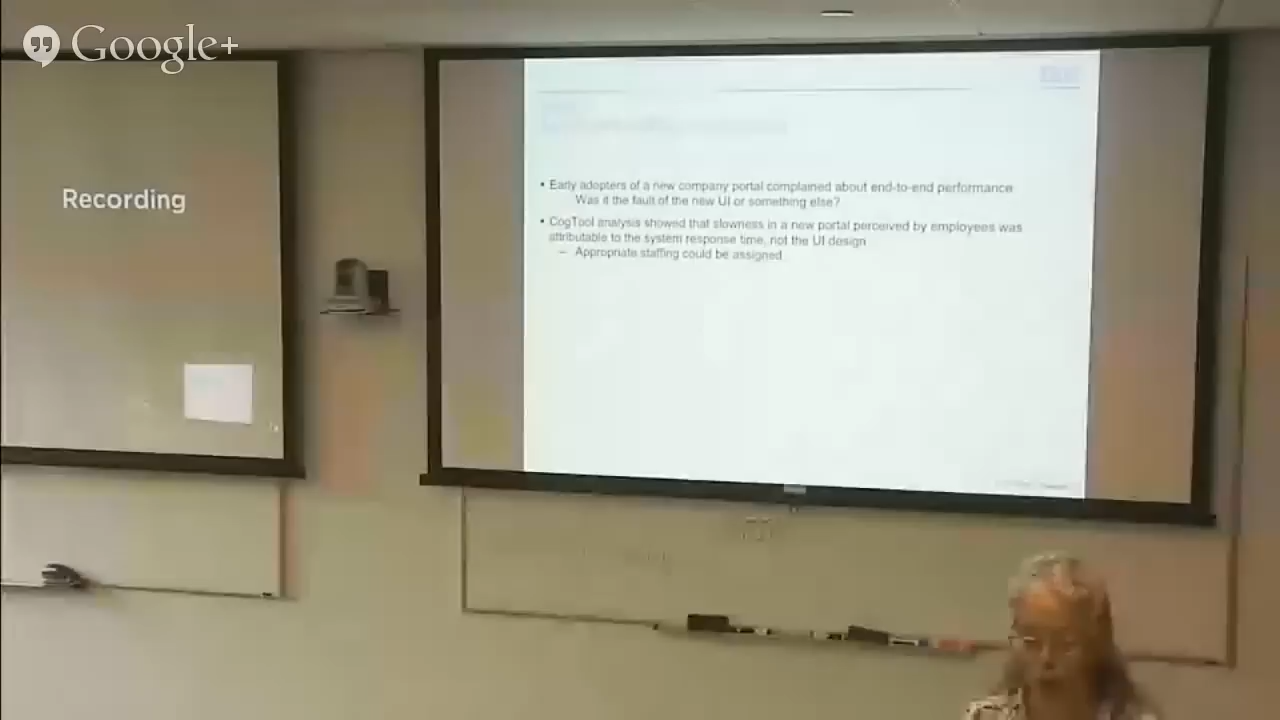 Google+
Recording
IBM
• Early adopters of a new company portal complained about end-to-end performance
Was it the fault of the new UI or something else?
• CogTool analysis showed that slowness in a new portal perceived by employees was
attributable to the system response time, not the UI design
– Appropriate staffing could be assigned